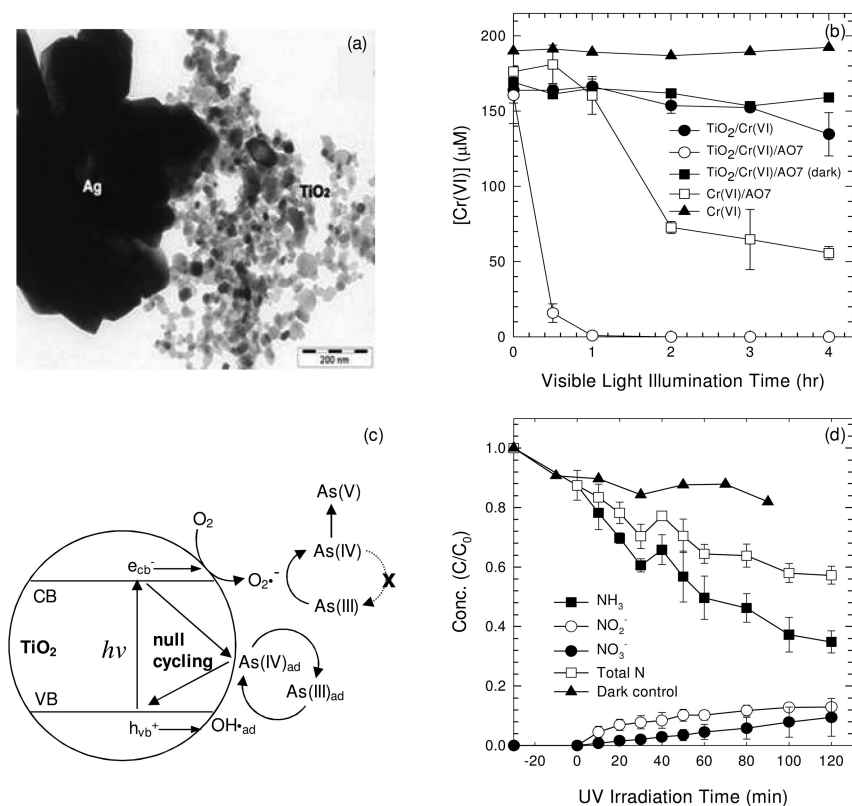 (a)
Ag
TiO2
200 nm
(b)
200
150
100
50
0
[Cr(VI)] (µM)
TiO2/Cr(VI)
TiO2/Cr(VI)/AO7
TiO2/Cr(VI)/AO7 (dark)
Cr(VI)/AO7
Cr(VI)
0 1 2 3 4
Visible Light Illumination Time (hr)
(c)
As(V)
O2
As(IV)
ecb-
O2•-
X
CB
As(III)
TiO2
hν
null
cycling
As(IV)ad
As(III)ad
VB
hvb+
OH•ad
(d)
1.0
0.8
0.6
0.4
0.2
0.0
Conc. (C/C0)
NH3
NO2-
NO3-
Total N
Dark control
-20 0 20 40 60 80 100 120
UV Irradiation Time (min)